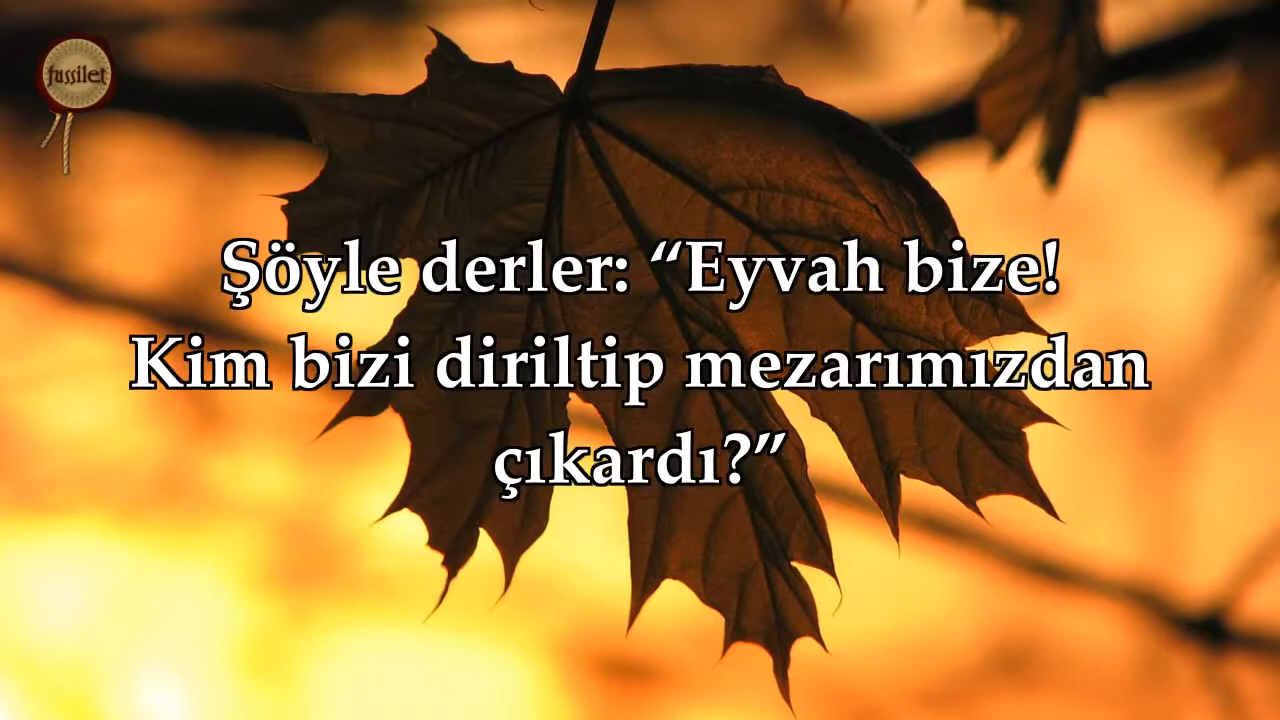 fussilet
Şöyle derler: “Eyvah bize!
Kim bizi diriltip mezarımızdan
çıkardı?”